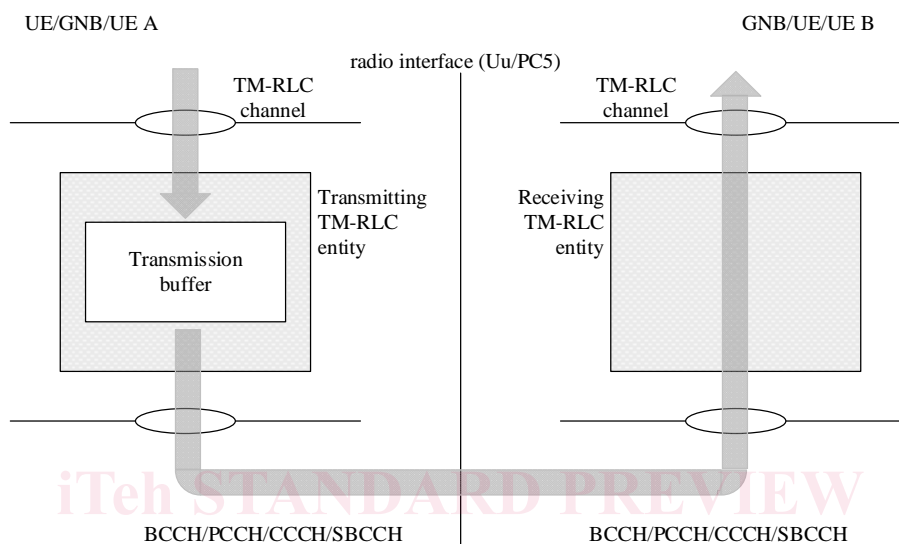 UE/GNB/UE A
GNB/UE/UE B
radio interface (Uu/PC5)
TM-RLC
channel
TM-RLC
channel
Transmitting
TM-RLC
entity
Receiving
TM-RLC
entity
Transmission
buffer
iTeh STANDARD PREVIEW
BCCH/PCCH/CCCH/SBCCH
BCCH/PCCH/CCCH/SBCCH